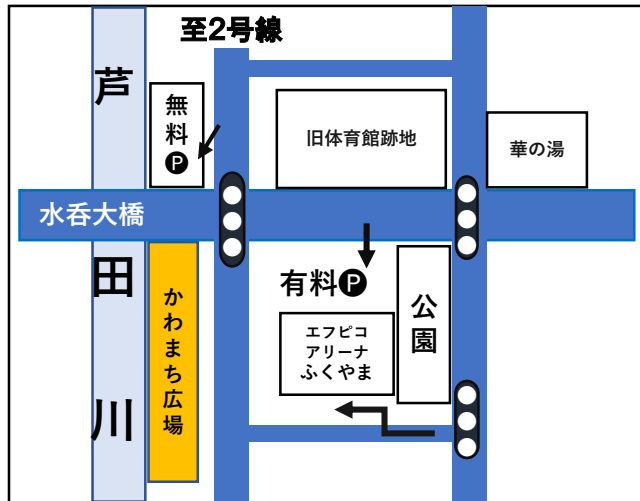 至2号線
芦田川
無料P
旧体育館跡地
華の湯
水呑大橋
かわまち広場
有料P
公園
エフピコ
アリーナ
ふくやま